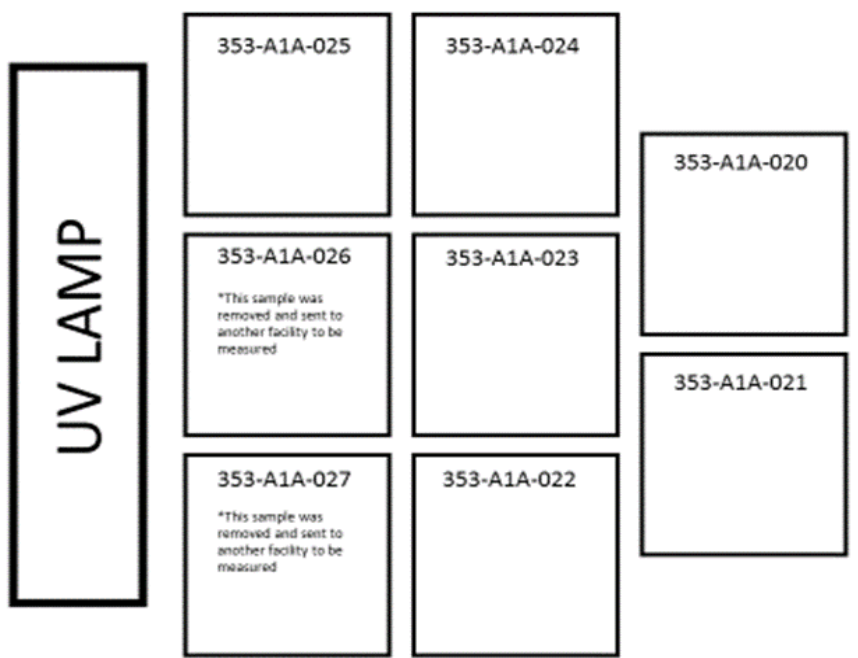 UV LAMP
353-A1A-025
353-A1A-024
353-A1A-020
353-A1A-026
*This sample was
removed and sent to
another facility to be
measured
353-A1A-023
353-A1A-021
353-A1A-027
*This sample was
removed and sent to
another facility to be
measured
353-A1A-022